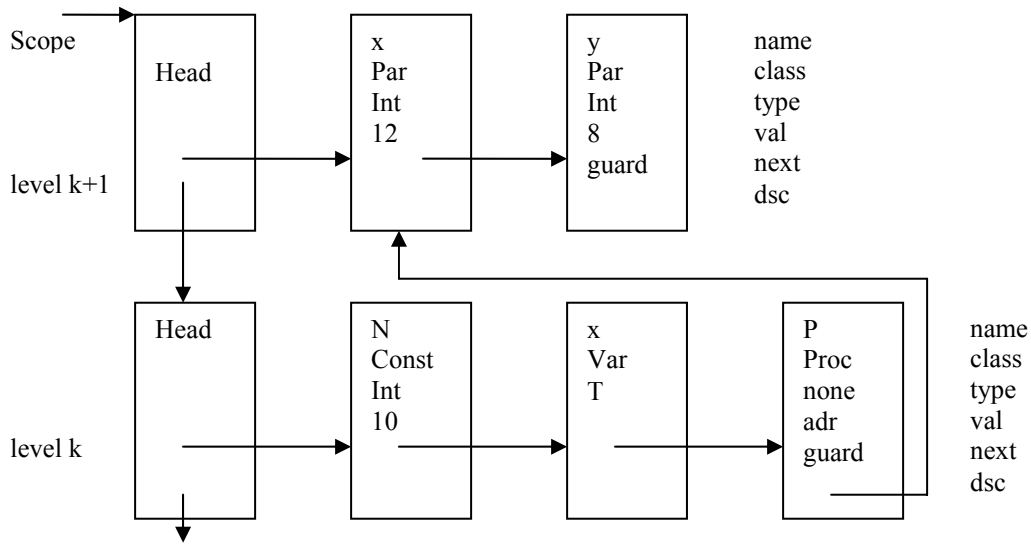 Scope
Head
level k+1
x
Par
Int
12
y
Par
Int
8
guard
name
class
type
val
next
dsc
Head
level k
N
Const
Int
10
x
Var
T
P
Proc
none
adr
guard
name
class
type
val
next
dsc